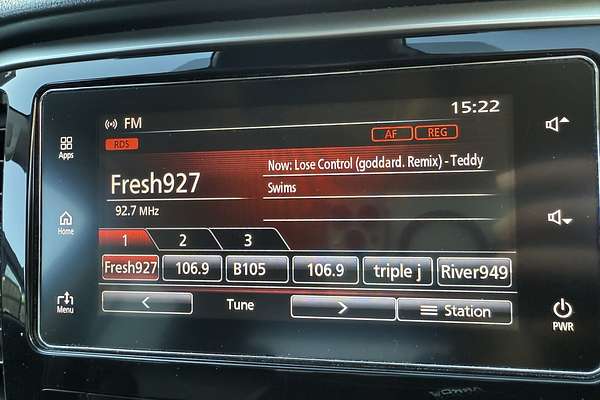 15:22
FM
RDS
AF REG
Apps
Now: Lose Control (goddard. Remix) - Teddy
Swims
Fresh927
92.7 MHz
Home
1 2 3
Fresh927 106.9 B105 106.9 triple j River949
Menu
< Tune > Station
PWR